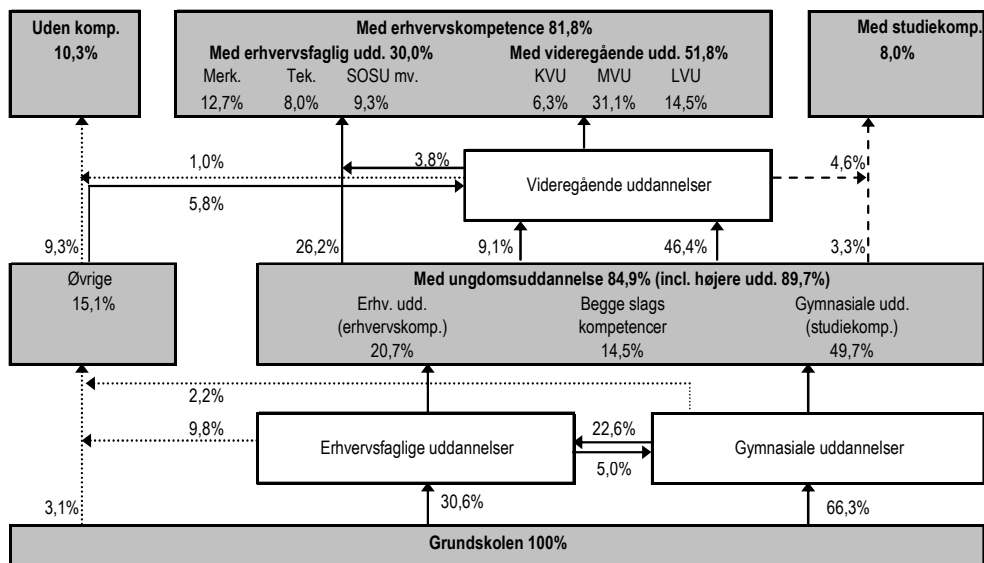 Uden komp.
10,3%
Med erhvervskompetence 81,8%
Med erhvervsfaglig udd. 30,0%
Med videregående udd. 51,8%
Merk. Tek. SOSU mv.
12,7% 8,0% 9,3%
KVU MVU LVU
6,3% 31,1% 14,5%
Med studiekomp.
8,0%
1,0%
3,8%
5,8%
Videregående uddannelser
4,6%
9,3%
26,2%
9,1%
46,4%
3,3%
Øvrige
15,1%
Med ungdomsuddannelse 84,9% (incl. højere udd. 89,7%)
Erhv. udd.
(erhvervskomp.)
20,7%
Begge slags
kompetencer
14,5%
Gymnasiale udd.
(studiekomp.)
49,7%
2,2%
9,8%
Erhvervsfaglige uddannelser
22,6%
5,0%
Gymnasiale uddannelser
3,1%
30,6%
66,3%
Grundskolen 100%